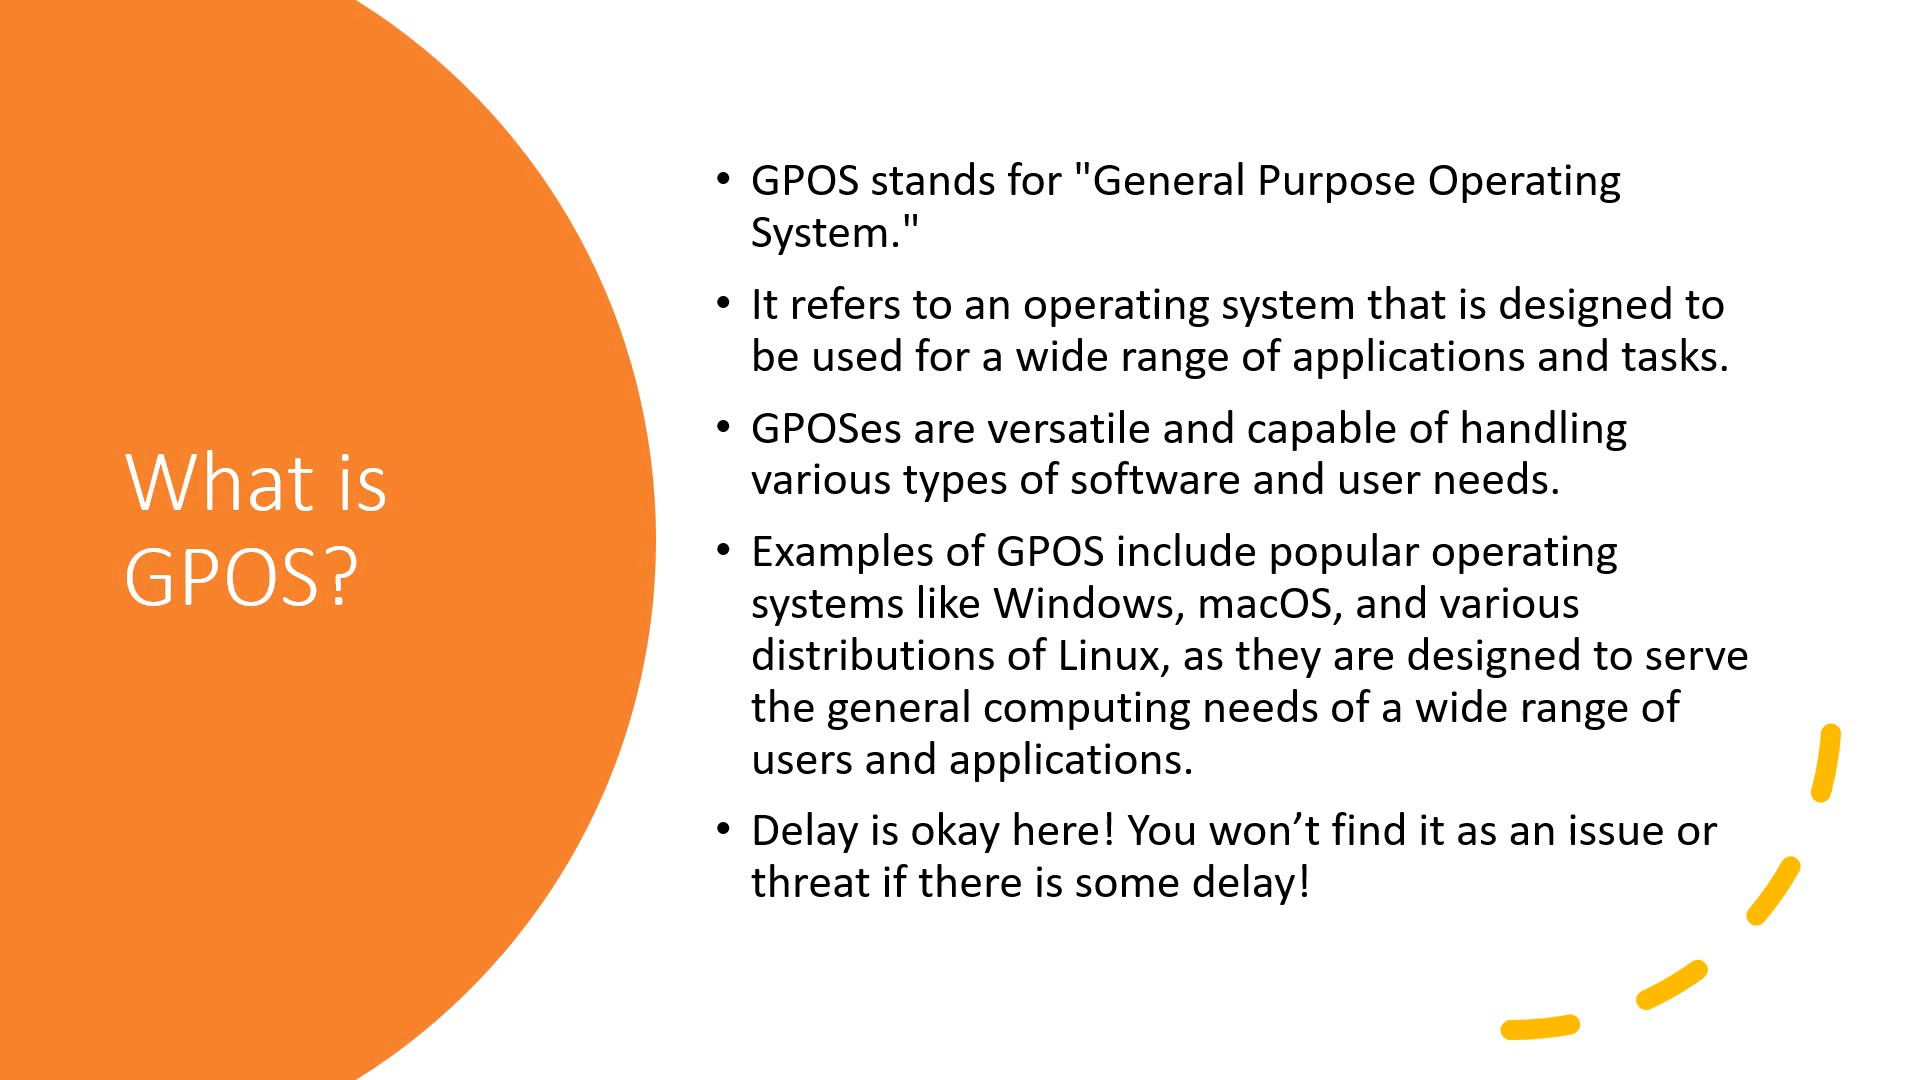 What is
GPOS?
• GPOS stands for "General Purpose Operating
System."
• It refers to an operating system that is designed to
be used for a wide range of applications and tasks.
• GPOSes are versatile and capable of handling
various types of software and user needs.
• Examples of GPOS include popular operating
systems like Windows, macOS, and various
distributions of Linux, as they are designed to serve
the general computing needs of a wide range of
users and applications.
• Delay is okay here! You won’t find it as an issue or
threat if there is some delay!